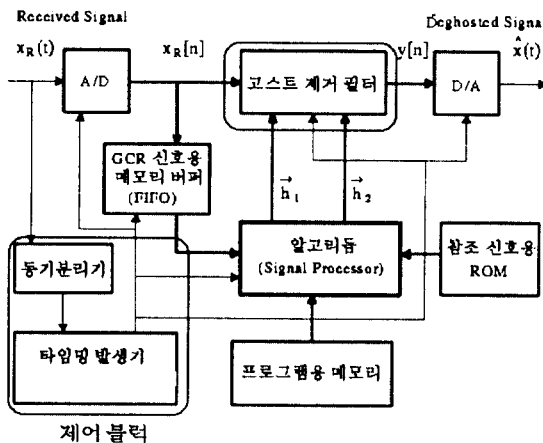 Received Signal
Deghosted Signal
x_R(t)
x_R[n]
y[n]
x̂(t)
A/D
고스트 제거 필터
D/A
GCR 신호용
메모리 버퍼
(FIFO)
h⃗_1
h⃗_2
동기분리기
알고리듬
(Signal Processor)
참조 신호용
ROM
타이밍 발생기
프로그램용 메모리
제어 블럭